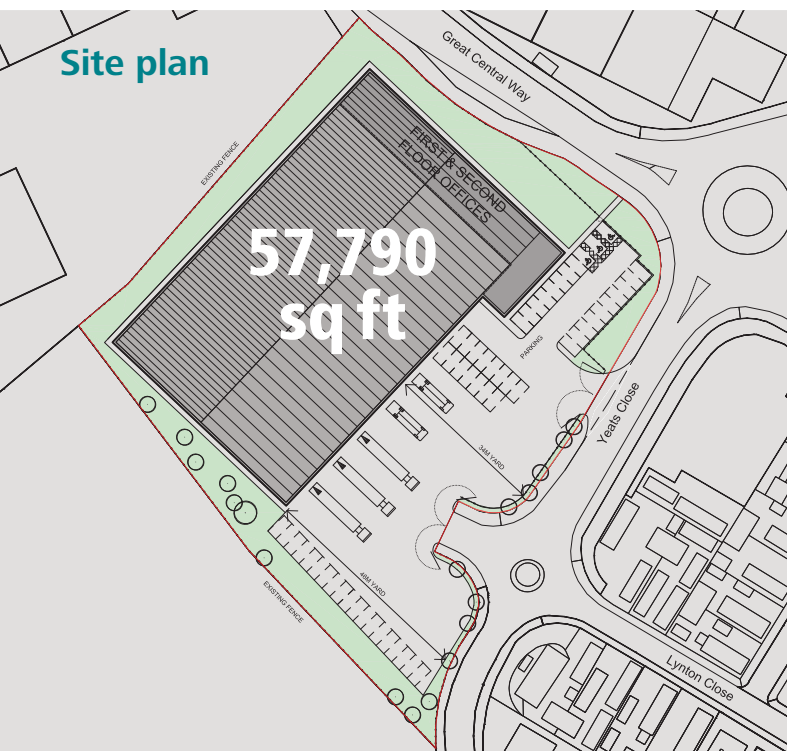 Site plan
Great Central Way
EXISTING FENCE
FIRST & SECOND
FLOOR OFFICES
57,790
sq ft
PARKING
34M YARD
Yeats Close
48M YARD
EXISTING FENCE
Lynton Close